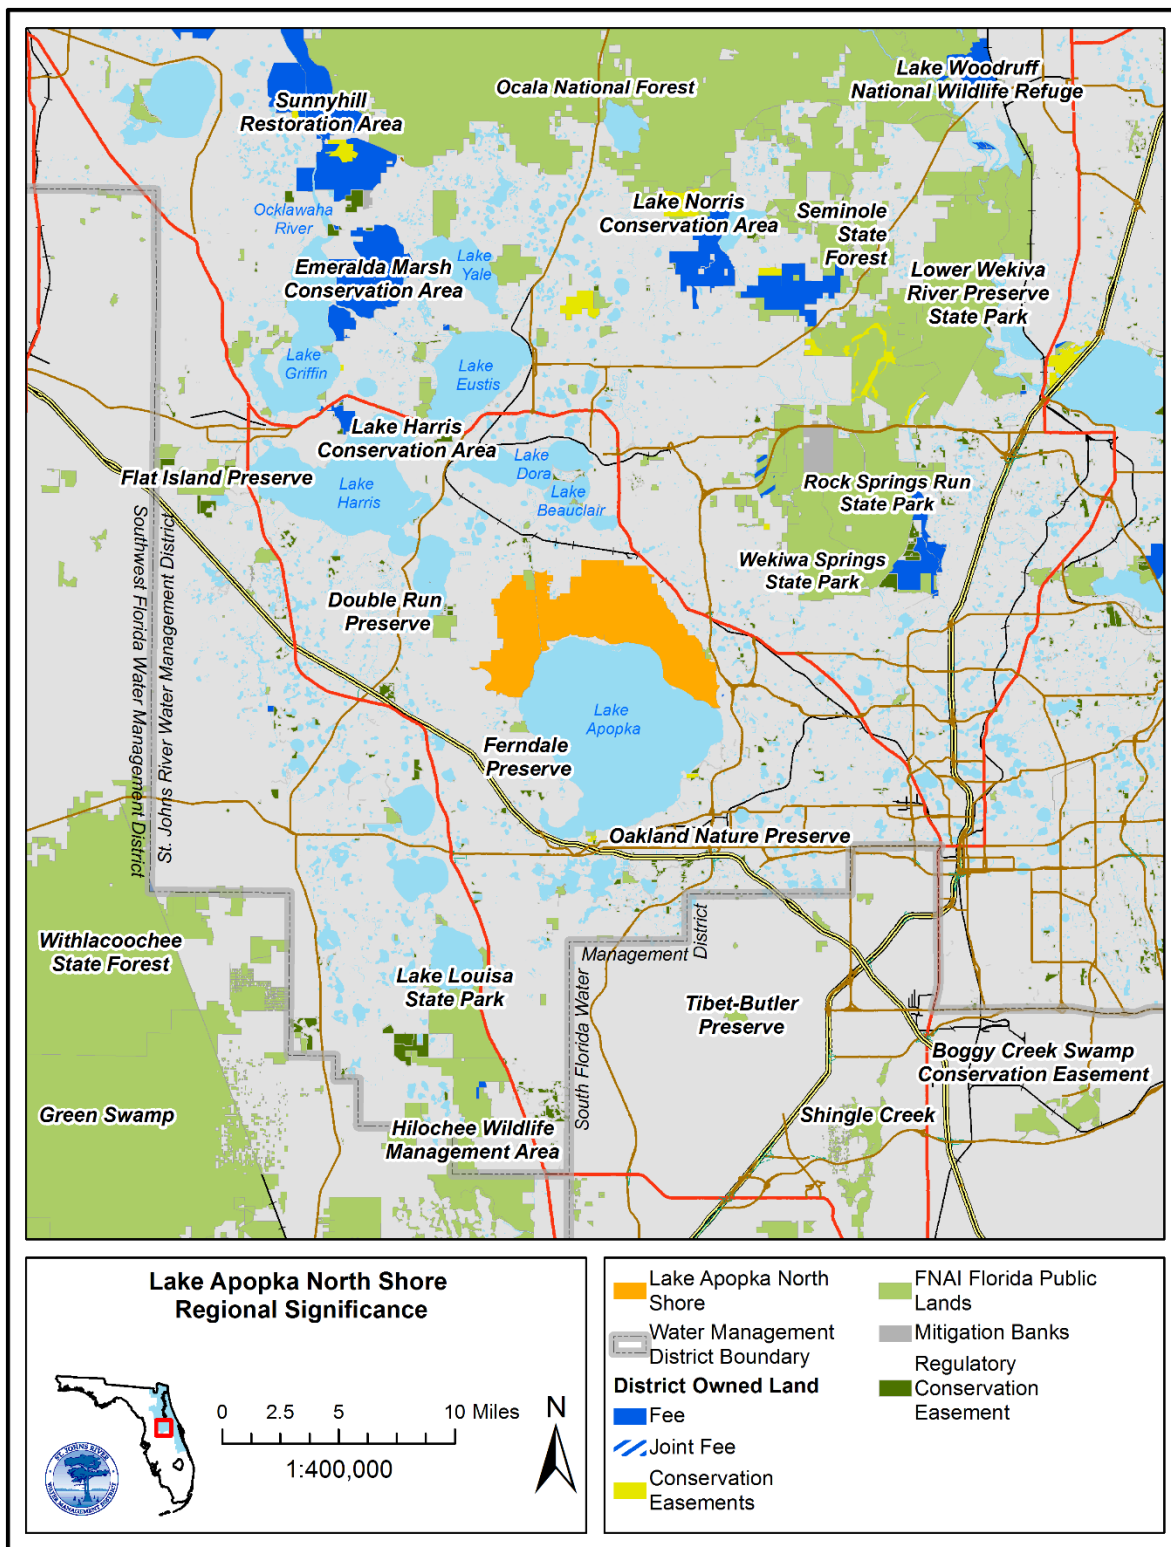 Ocala National Forest
Lake Woodruff
National Wildlife Refuge
Sunnyhill
Restoration Area
Ocklawaha
River
Lake Norris
Conservation Area
Seminole
State
Forest
Emeralda Marsh
Conservation Area
Lake
Yale
Lower Wekiva
River Preserve
State Park
Lake
Griffin
Lake
Eustis
Lake Harris
Conservation Area
Flat Island Preserve
Lake
Harris
Lake
Dora
Lake
Beauclair
Rock Springs Run
State Park
Wekiwa Springs
State Park
Double Run
Preserve
Southwest Florida Water Management District
St. Johns River Water Management District
Lake
Apopka
Ferndale
Preserve
Oakland Nature Preserve
Withlacoochee
State Forest
Lake Louisa
State Park
South Florida Water
Management
District
Tibet-Butler
Preserve
Boggy Creek Swamp
Conservation Easement
Green Swamp
Hilochee Wildlife
Management Area
Shingle Creek
Lake Apopka North Shore
Regional Significance
0 2.5 5 10 Miles
1:400,000
N
ST. JOHNS RIVER
WATER MANAGEMENT DISTRICT
Lake Apopka North
Shore
Water Management
District Boundary
District Owned Land
Fee
Joint Fee
Conservation
Easements
FNAI Florida Public
Lands
Mitigation Banks
Regulatory
Conservation
Easement